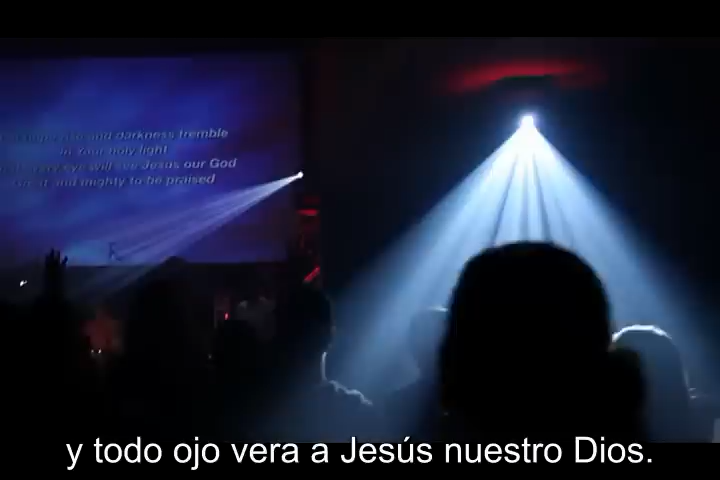 and darkness tremble
in Your holy light
eye will see Jesus our God
and mighty to be praised
y todo ojo vera a Jesús nuestro Dios.